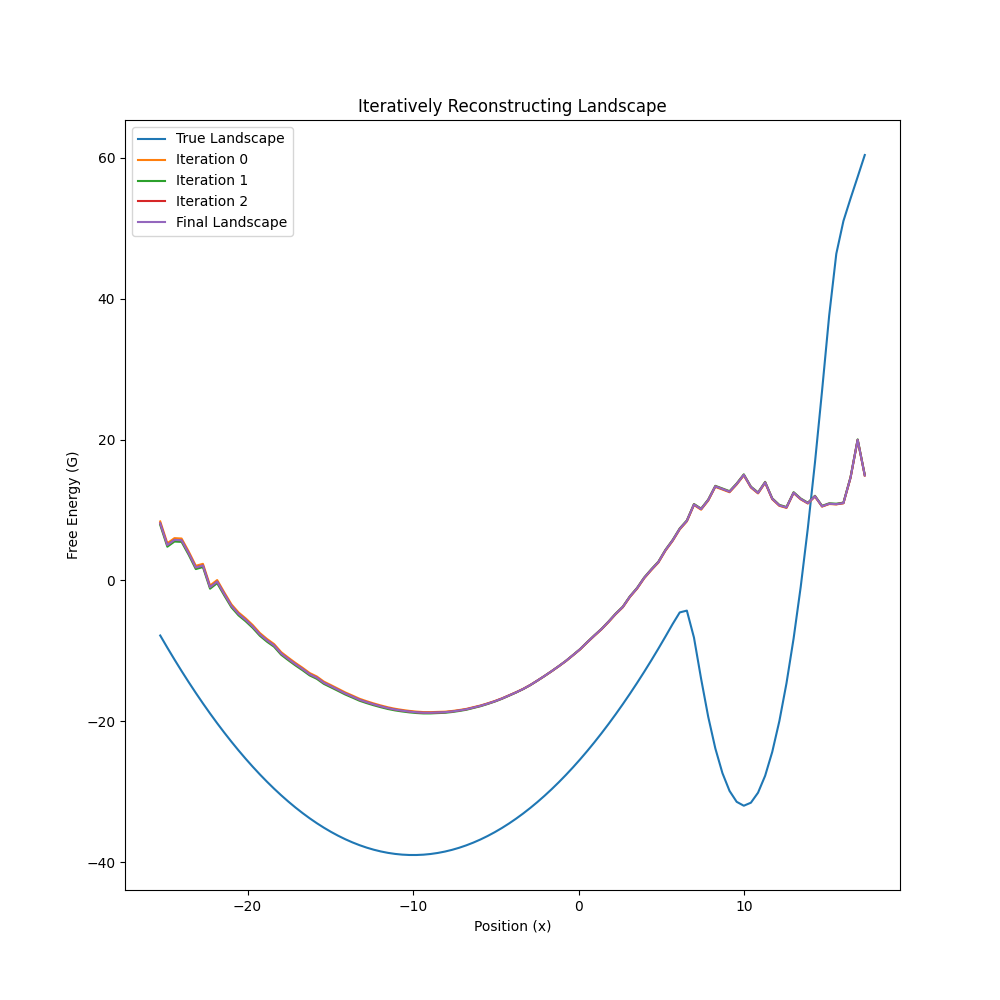 Iteratively Reconstructing Landscape
True Landscape
Iteration 0
Iteration 1
Iteration 2
Final Landscape
60
40
20
0
−20
−40
Free Energy (G)
−20
−10
0
10
Position (x)